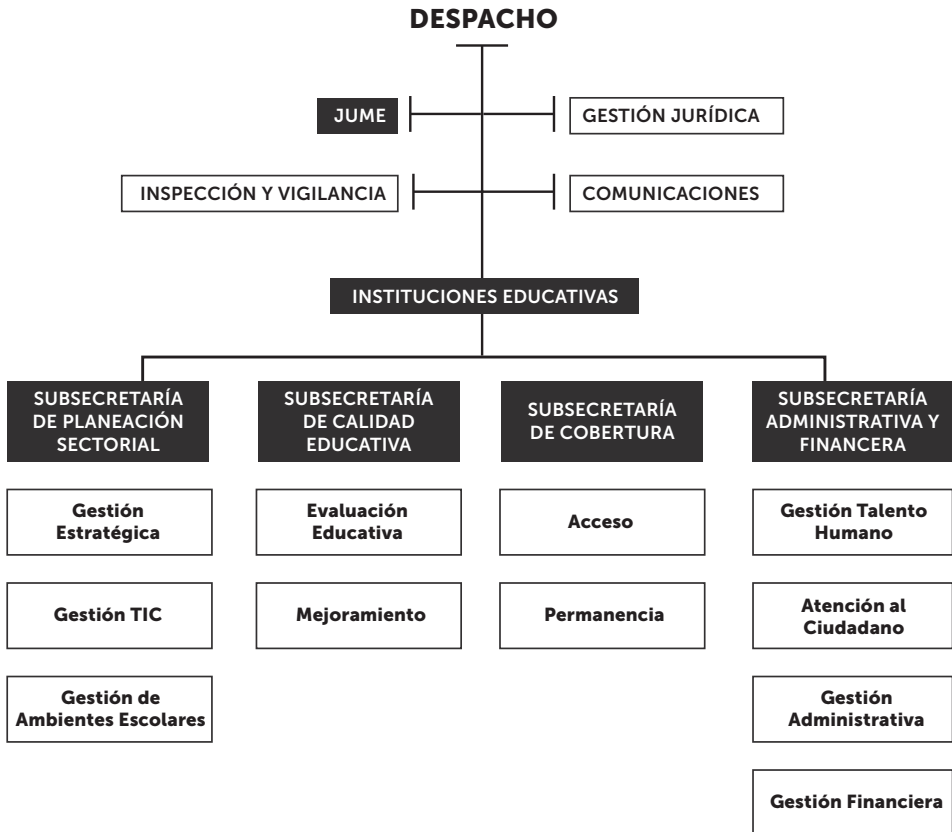 DESPACHO
JUME
GESTIÓN JURÍDICA
INSPECCIÓN Y VIGILANCIA
COMUNICACIONES
INSTITUCIONES EDUCATIVAS
SUBSECRETARÍA
DE PLANEACIÓN
SECTORIAL
SUBSECRETARÍA
DE CALIDAD
EDUCATIVA
SUBSECRETARÍA
DE COBERTURA
SUBSECRETARÍA
ADMINISTRATIVA Y
FINANCERA
Gestión
Estratégica
Evaluación
Educativa
Acceso
Gestión Talento
Humano
Gestión TIC
Mejoramiento
Permanencia
Atención al
Ciudadano
Gestión de
Ambientes Escolares
Gestión
Administrativa
Gestión Financiera